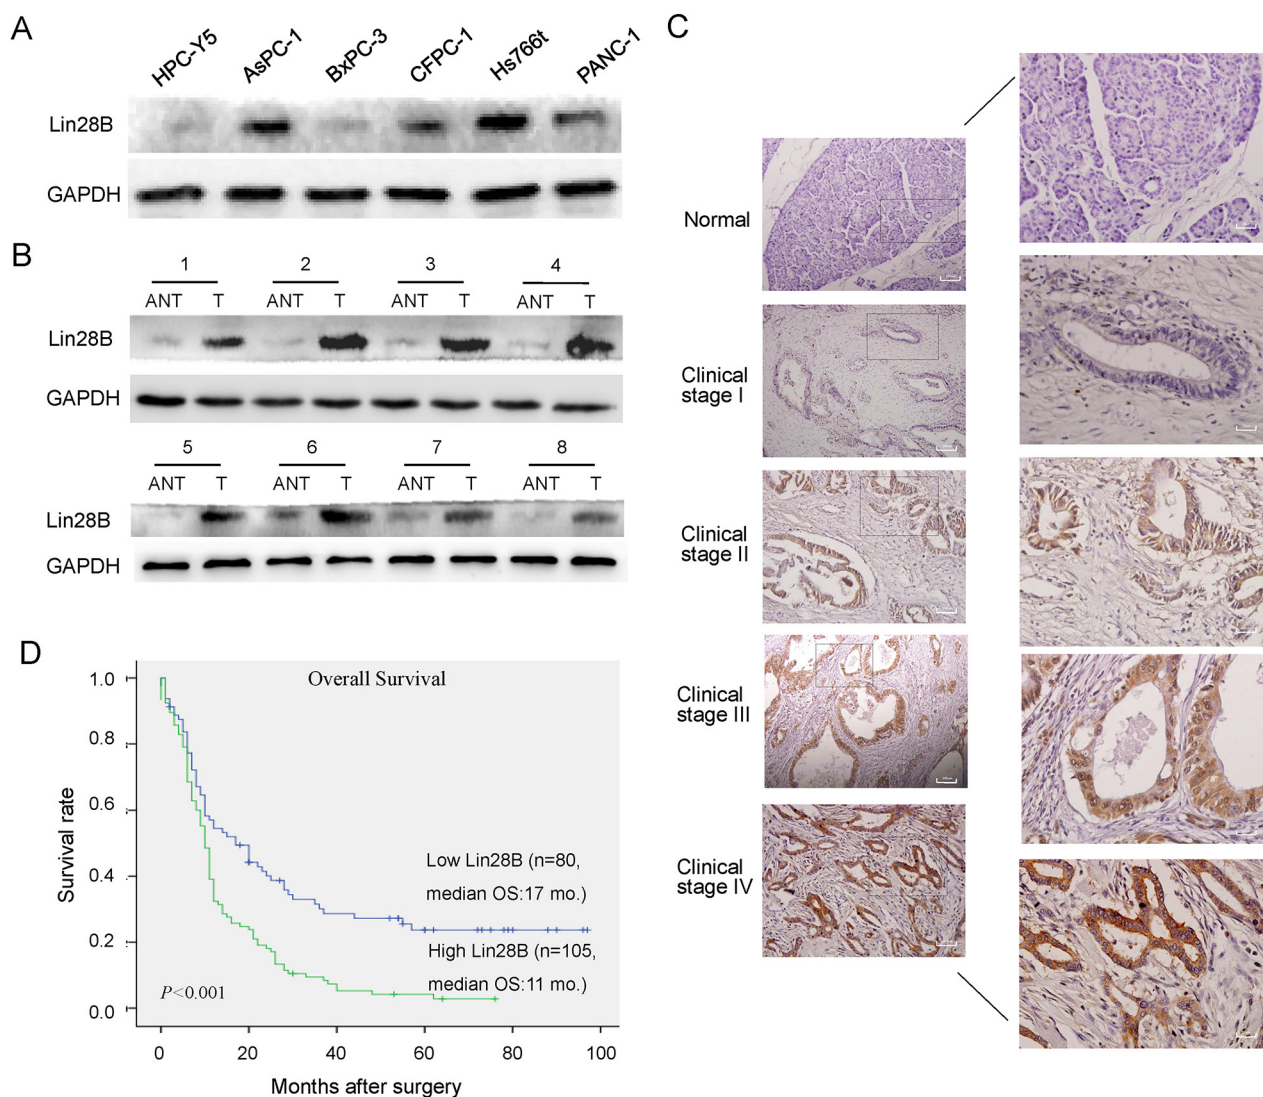 A
HPC-Y5 AsPC-1 BxPC-3 CFPC-1 Hs766t PANC-1
Lin28B
GAPDH
B
1 2 3 4
ANT T ANT T ANT T ANT T
Lin28B
GAPDH
5 6 7 8
ANT T ANT T ANT T ANT T
Lin28B
GAPDH
C
Normal
Clinical
stage I
Clinical
stage II
Clinical
stage III
Clinical
stage IV
D
Overall Survival
Survival rate
1.0
0.8
0.6
0.4
0.2
0.0
Low Lin28B (n=80,
median OS:17 mo.)
High Lin28B (n=105,
median OS:11 mo.)
P<0.001
0 20 40 60 80 100
Months after surgery